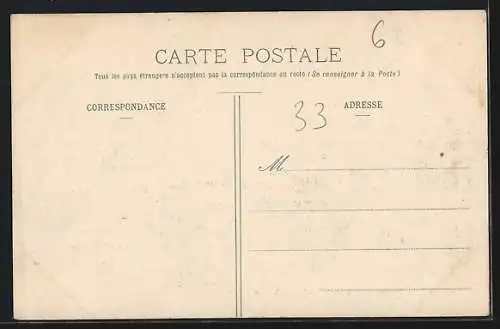 6
CARTE POSTALE
Tous les pays étrangers n'acceptent pas la correspondance au recto (Se renseigner à la Poste)
CORRESPONDANCE
ADRESSE
33
M